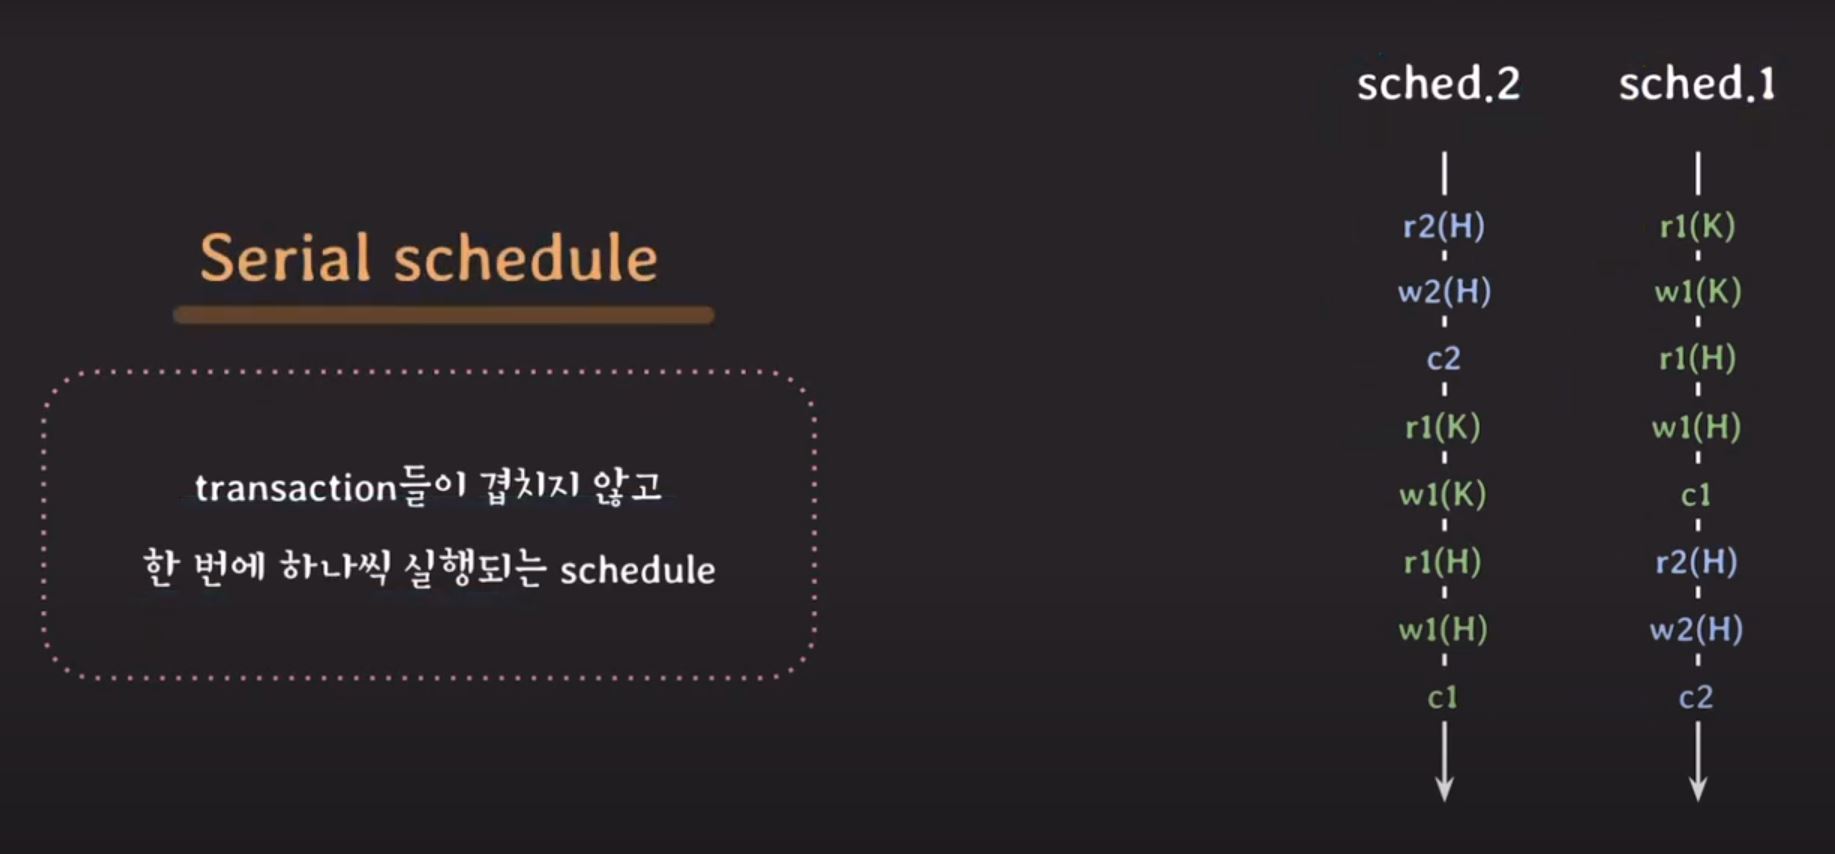 Serial schedule
transaction들이 겹치지 않고
한 번에 하나씩 실행되는 schedule
sched.2
r2(H)
w2(H)
c2
r1(K)
w1(K)
r1(H)
w1(H)
c1
sched.1
r1(K)
w1(K)
r1(H)
w1(H)
c1
r2(H)
w2(H)
c2